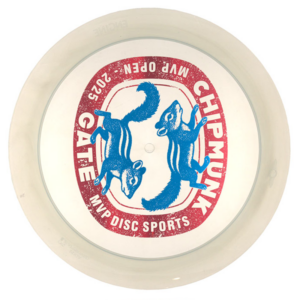 MVP OPEN - 2025
CHIPMUNK
GATE
MVP DISC SPORTS